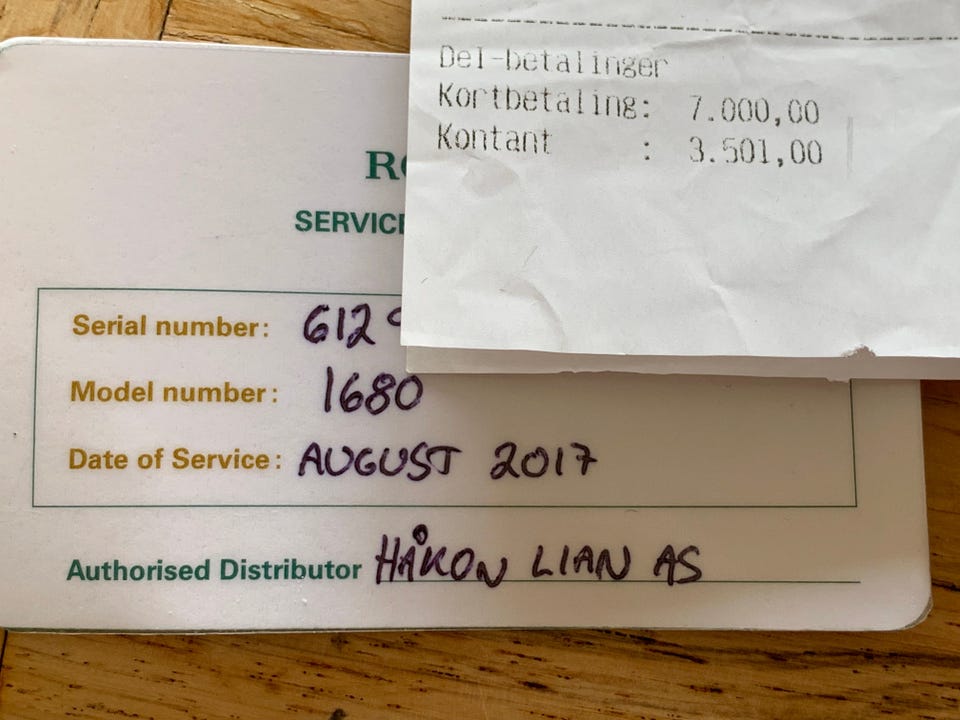 Del-betalinger
Kortbetaling: 7.000,00
Kontant : 3.501,00
SERVICE
Serial number: 612
Model number: 1680
Date of Service: AUGUST 2017
Authorised Distributor HÅKON LIAN AS